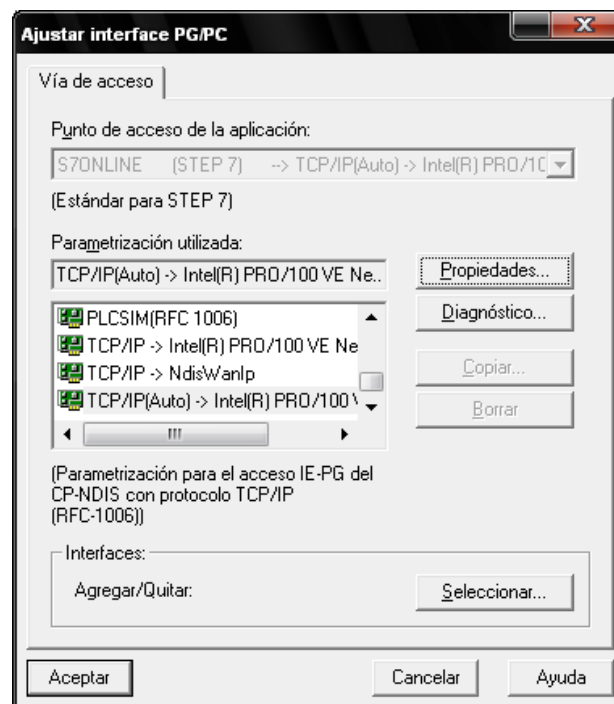 Ajustar interface PG/PC
Vía de acceso
Punto de acceso de la aplicación:
S7ONLINE (STEP 7) --> TCP/IP(Auto) -> Intel(R) PRO/10
(Estándar para STEP 7)
Parametrización utilizada:
TCP/IP(Auto) -> Intel(R) PRO/100 VE Ne..
Propiedades...
PLCSIM(RFC 1006)
TCP/IP -> Intel(R) PRO/100 VE Ne
TCP/IP -> NdisWanIp
TCP/IP(Auto) -> Intel(R) PRO/100 V
Diagnóstico...
Copiar...
Borrar
(Parametrización para el acceso IE-PG del
CP-NDIS con protocolo TCP/IP
(RFC-1006))
Interfaces:
Agregar/Quitar:
Seleccionar...
Aceptar
Cancelar
Ayuda